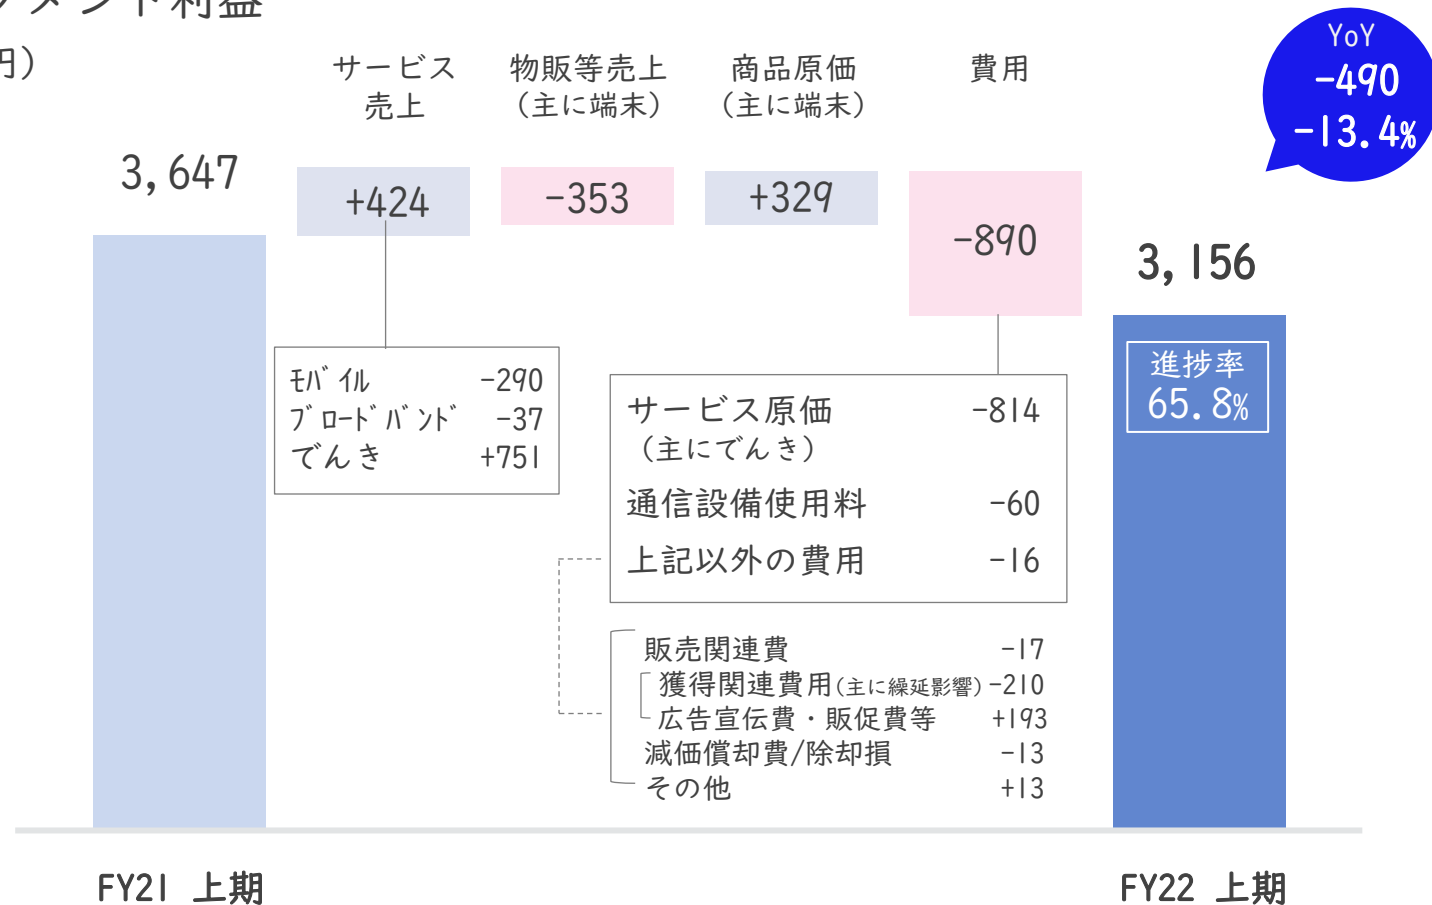 メント利益
円）
YoY
-490
-13.4%
サービス
売上
物販等売上
（主に端末）
商品原価
（主に端末）
費用
3,647
+424
-353
+329
-890
3,156
モバイル -290
ブロードバンド -37
でんき +751
サービス原価 -814
（主にでんき）
通信設備使用料 -60
上記以外の費用 -16
進捗率
65.8%
販売関連費 -17
獲得関連費用(主に繰延影響) -210
広告宣伝費・販促費等 +193
減価償却費/除却損 -13
その他 +13
FY21 上期
FY22 上期